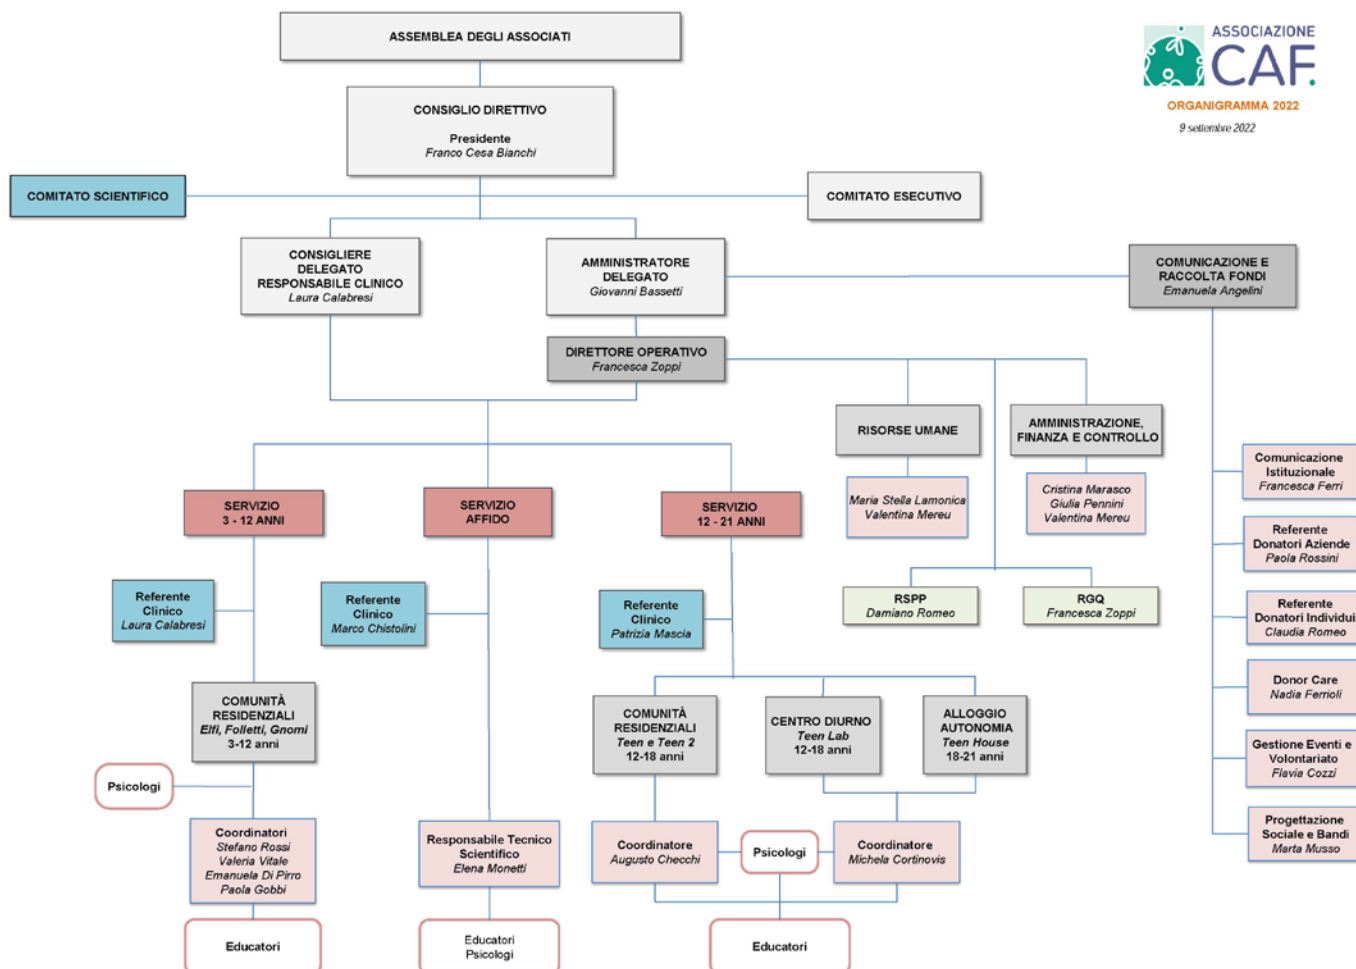 ASSEMBLEA DEGLI ASSOCIATI
ASSOCIAZIONE
CAF.
ORGANIGRAMMA 2022
9 settembre 2022
CONSIGLIO DIRETTIVO
Presidente
Franco Cesa Bianchi
COMITATO SCIENTIFICO
COMITATO ESECUTIVO
CONSIGLIERE
DELEGATO
RESPONSABILE CLINICO
Laura Calabresi
AMMINISTRATORE
DELEGATO
Giovanni Bassetti
COMUNICAZIONE E
RACCOLTA FONDI
Emanuela Angelini
DIRETTORE OPERATIVO
Francesca Zoppi
RISORSE UMANE
AMMINISTRAZIONE,
FINANZA E CONTROLLO
Maria Stella Lamonica
Valentina Mereu
Cristina Marasco
Giulia Pennini
Valentina Mereu
RSPP
Damiano Romeo
RGQ
Francesca Zoppi
Comunicazione
Istituzionale
Francesca Ferri
Referente
Donatori Aziende
Paola Rossini
Referente
Donatori Individui
Claudia Romeo
Donor Care
Nadia Ferrioli
Gestione Eventi e
Volontariato
Flavia Cozzi
Progettazione
Sociale e Bandi
Marta Musso
SERVIZIO
3 - 12 ANNI
SERVIZIO
AFFIDO
SERVIZIO
12 - 21 ANNI
Referente
Clinico
Laura Calabresi
Referente
Clinico
Marco Chistolini
Referente
Clinico
Patrizia Mascia
COMUNITÀ
RESIDENZIALI
Elfi, Folletti, Gnomi
3-12 anni
COMUNITÀ
RESIDENZIALI
Teen e Teen 2
12-18 anni
CENTRO DIURNO
Teen Lab
12-18 anni
ALLOGGIO
AUTONOMIA
Teen House
18-21 anni
Psicologi
Coordinatori
Stefano Rossi
Valeria Vitale
Emanuela Di Pirro
Paola Gobbi
Responsabile Tecnico
Scientifico
Elena Monetti
Coordinatore
Augusto Checchi
Psicologi
Coordinatore
Michela Cortinovis
Educatori
Educatori
Psicologi
Educatori